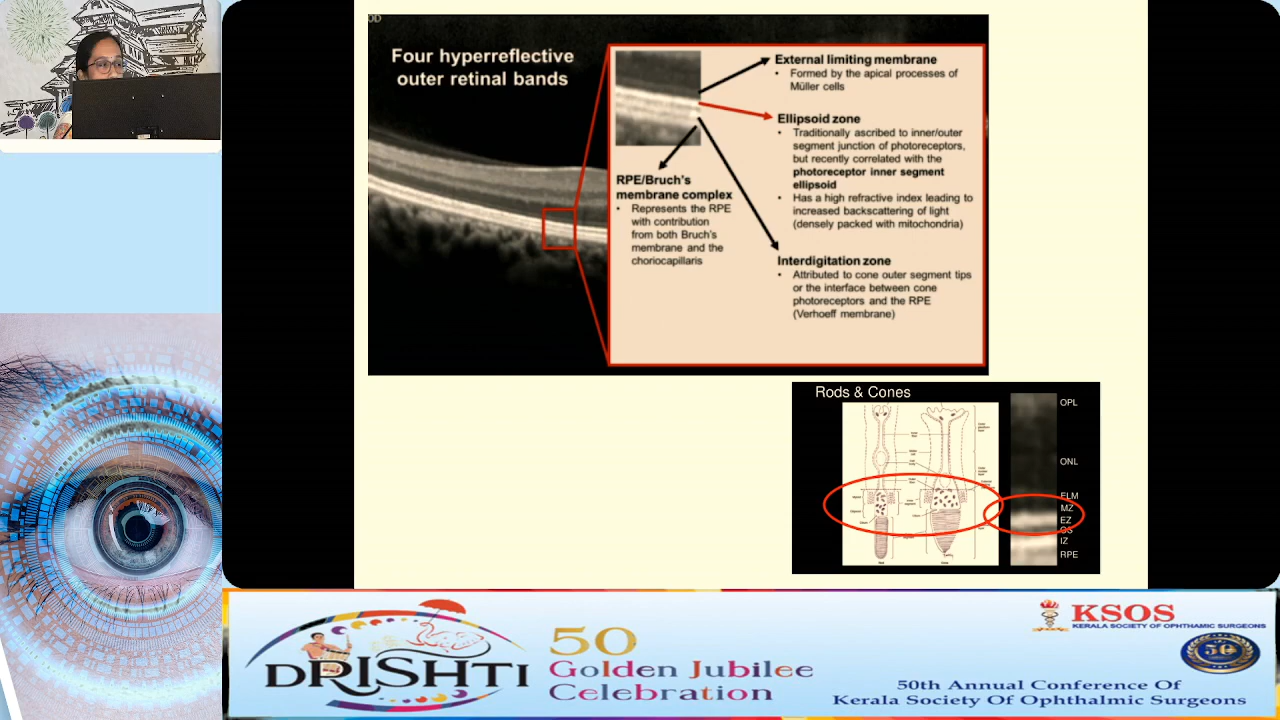 OD
Four hyperreflective
outer retinal bands
External limiting membrane
• Formed by the apical processes of
Müller cells
Ellipsoid zone
• Traditionally ascribed to inner/outer
segment junction of photoreceptors,
but recently correlated with the
photoreceptor inner segment
ellipsoid
• Has a high refractive index leading to
increased backscattering of light
(densely packed with mitochondria)
RPE/Bruch's
membrane complex
• Represents the RPE
with contribution
from both Bruch's
membrane and the
choriocapillaris
Interdigitation zone
• Attributed to cone outer segment tips
or the interface between cone
photoreceptors and the RPE
(Verhoeff membrane)
Rods & Cones
OPL
ONL
ELM
MZ
EZ
OS
IZ
RPE
DRISHTI
50
Golden Jubilee
Celebration
KSOS
KERALA SOCIETY OF OPHTHAMIC SURGEONS
50
50th Annual Conference Of
Kerala Society Of Ophthalmic Surgeons